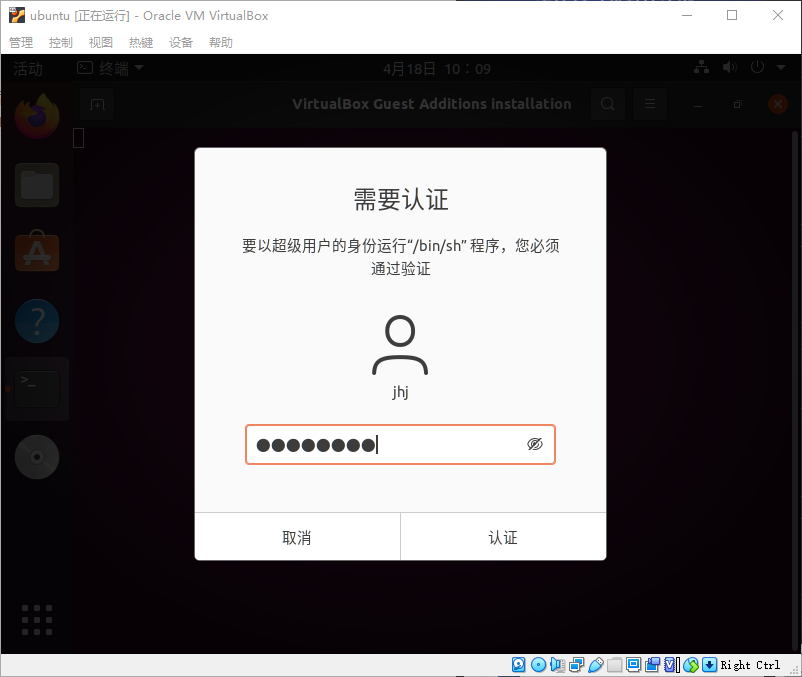 ubuntu [正在运行] - Oracle VM VirtualBox
管理 控制 视图 热键 设备 帮助
活动 终端 4月18日 10：09
VirtualBox Guest Additions installation
需要认证
要以超级用户的身份运行“/bin/sh” 程序，您必须
通过验证
jhj
●●●●●●●●
取消 认证
Right Ctrl